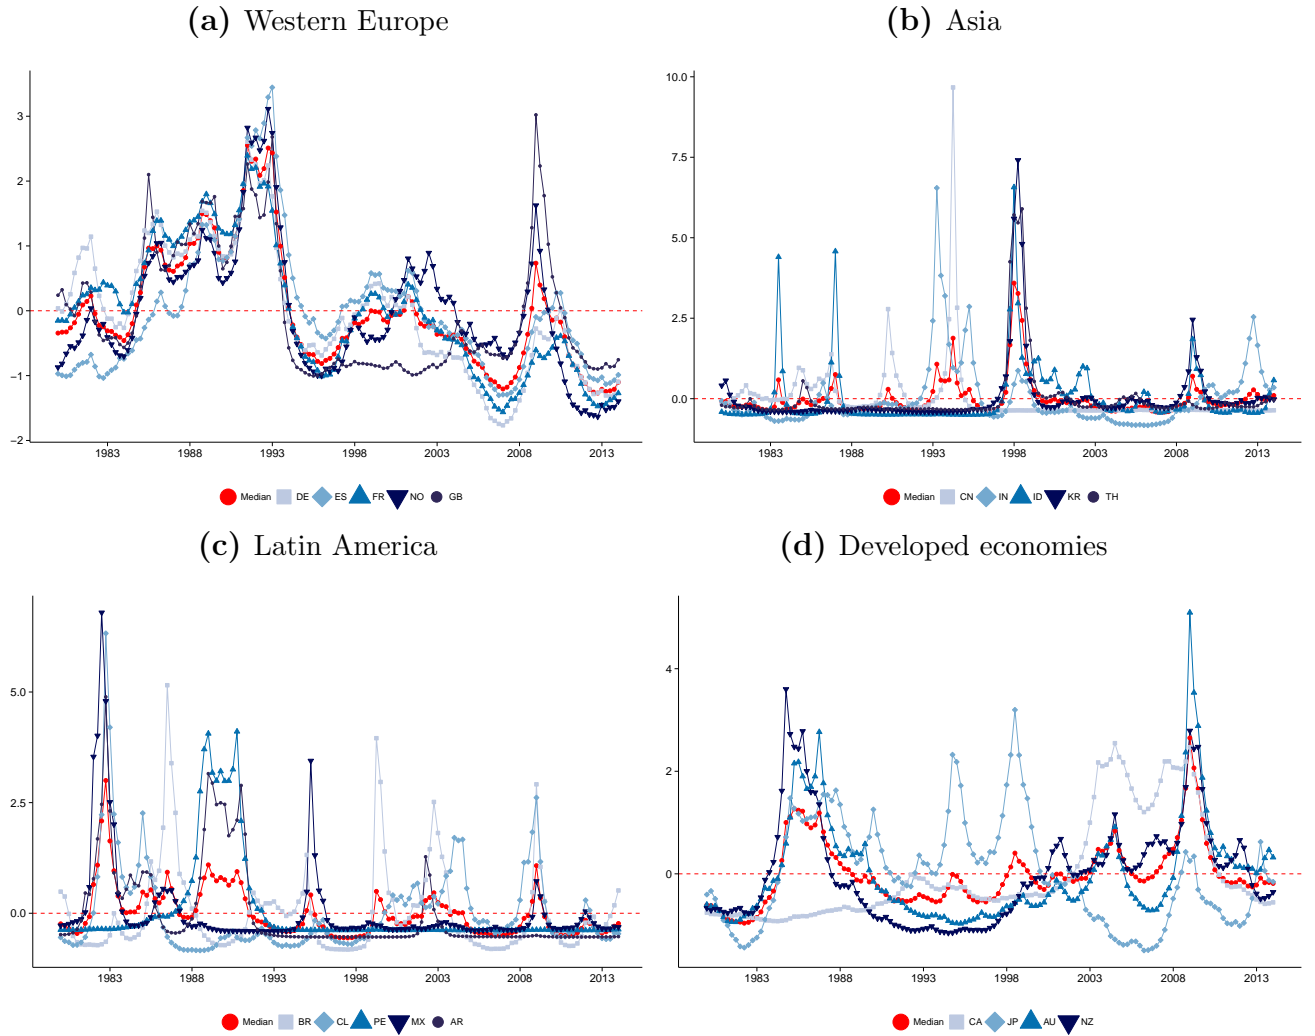 (a) Western Europe
3
2
1
0
−1
−2
1983 1988 1993 1998 2003 2008 2013
Median DE ES FR NO GB
(b) Asia
10.0
7.5
5.0
2.5
0.0
1983 1988 1993 1998 2003 2008 2013
Median CN IN ID KR TH
(c) Latin America
5.0
2.5
0.0
1983 1988 1993 1998 2003 2008 2013
Median BR CL PE MX AR
(d) Developed economies
4
2
0
1983 1988 1993 1998 2003 2008 2013
Median CA JP AU NZ